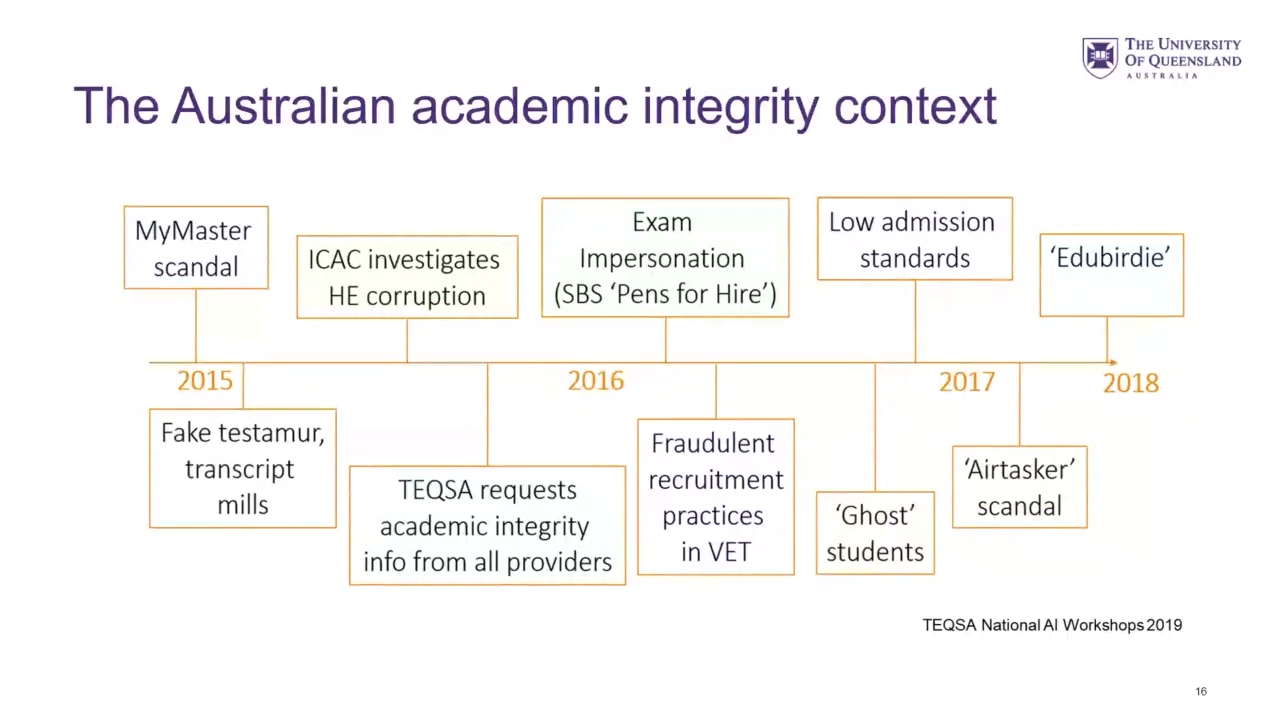 THE UNIVERSITY
OF QUEENSLAND
AUSTRALIA
The Australian academic integrity context
MyMaster
scandal
ICAC investigates
HE corruption
Exam
Impersonation
(SBS ‘Pens for Hire’)
Low admission
standards
‘Edubirdie’
2015
2016
2017
2018
Fake testamur,
transcript
mills
TEQSA requests
academic integrity
info from all providers
Fraudulent
recruitment
practices
in VET
‘Ghost’
students
‘Airtasker’
scandal
TEQSA National AI Workshops 2019
16